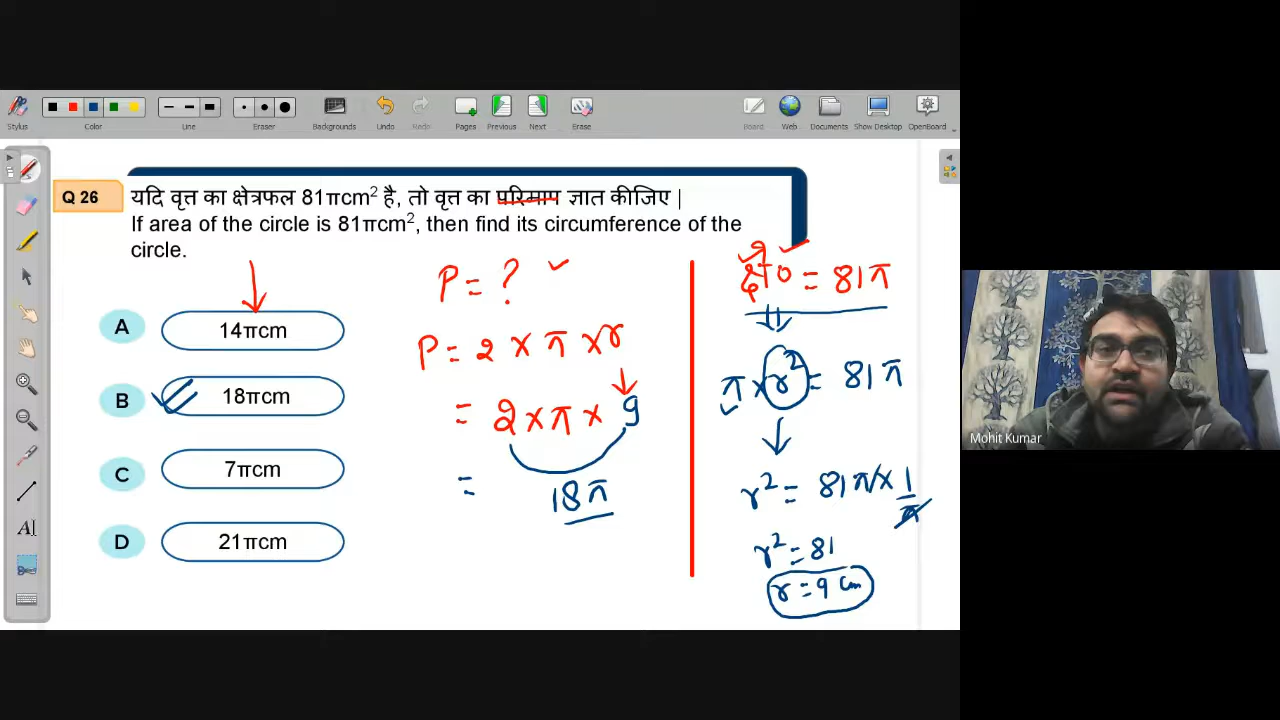 Stylus
Color
Line
Eraser
Backgrounds
Undo
Redo
Pages
Previous
Next
Erase
Board
Web
Documents
Show Desktop
OpenBoard
Q 26
यदि वृत्त का क्षेत्रफल 81πcm² है, तो वृत्त का परिमाप ज्ञात कीजिए |
If area of the circle is 81πcm², then find its circumference of the
circle.
A 14πcm
B 18πcm
C 7πcm
D 21πcm
P = ?
P = 2 × π × r
= 2 × π × 9
= 18π
क्षे० = 81π
π × r² = 81π
r² = 81π × 1/π
r² = 81
r = 9 cm
A
Mohit Kumar